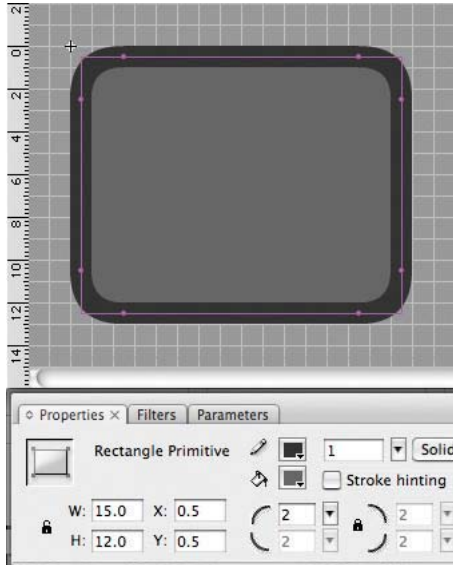 2
0
2
4
6
8
10
12
14
Properties × Filters Parameters
Rectangle Primitive 1 Solid
Stroke hinting
W: 15.0 X: 0.5 2 2
H: 12.0 Y: 0.5 2 2